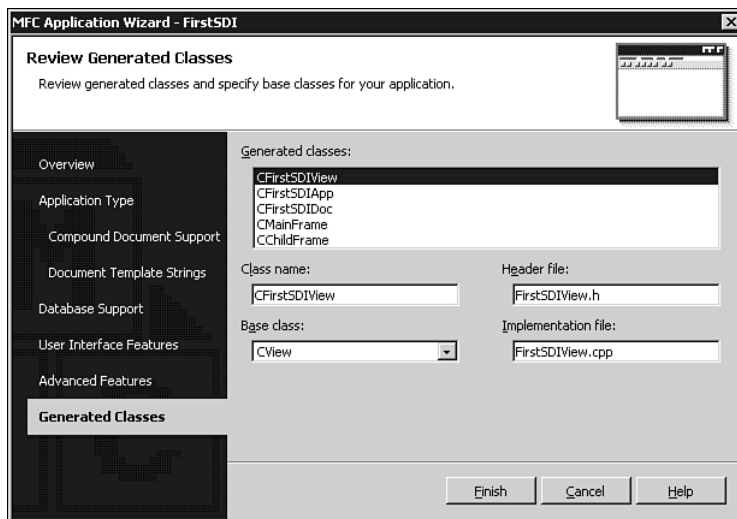 MFC Application Wizard - FirstSDI
Review Generated Classes
Review generated classes and specify base classes for your application.
Overview
Application Type
Compound Document Support
Document Template Strings
Database Support
User Interface Features
Advanced Features
Generated Classes
Generated classes:
CFirstSDIView
CFirstSDIApp
CFirstSDIDoc
CMainFrame
CChildFrame
Class name:
Header file:
CFirstSDIView
FirstSDIView.h
Base class:
Implementation file:
CView
FirstSDIView.cpp
Finish
Cancel
Help